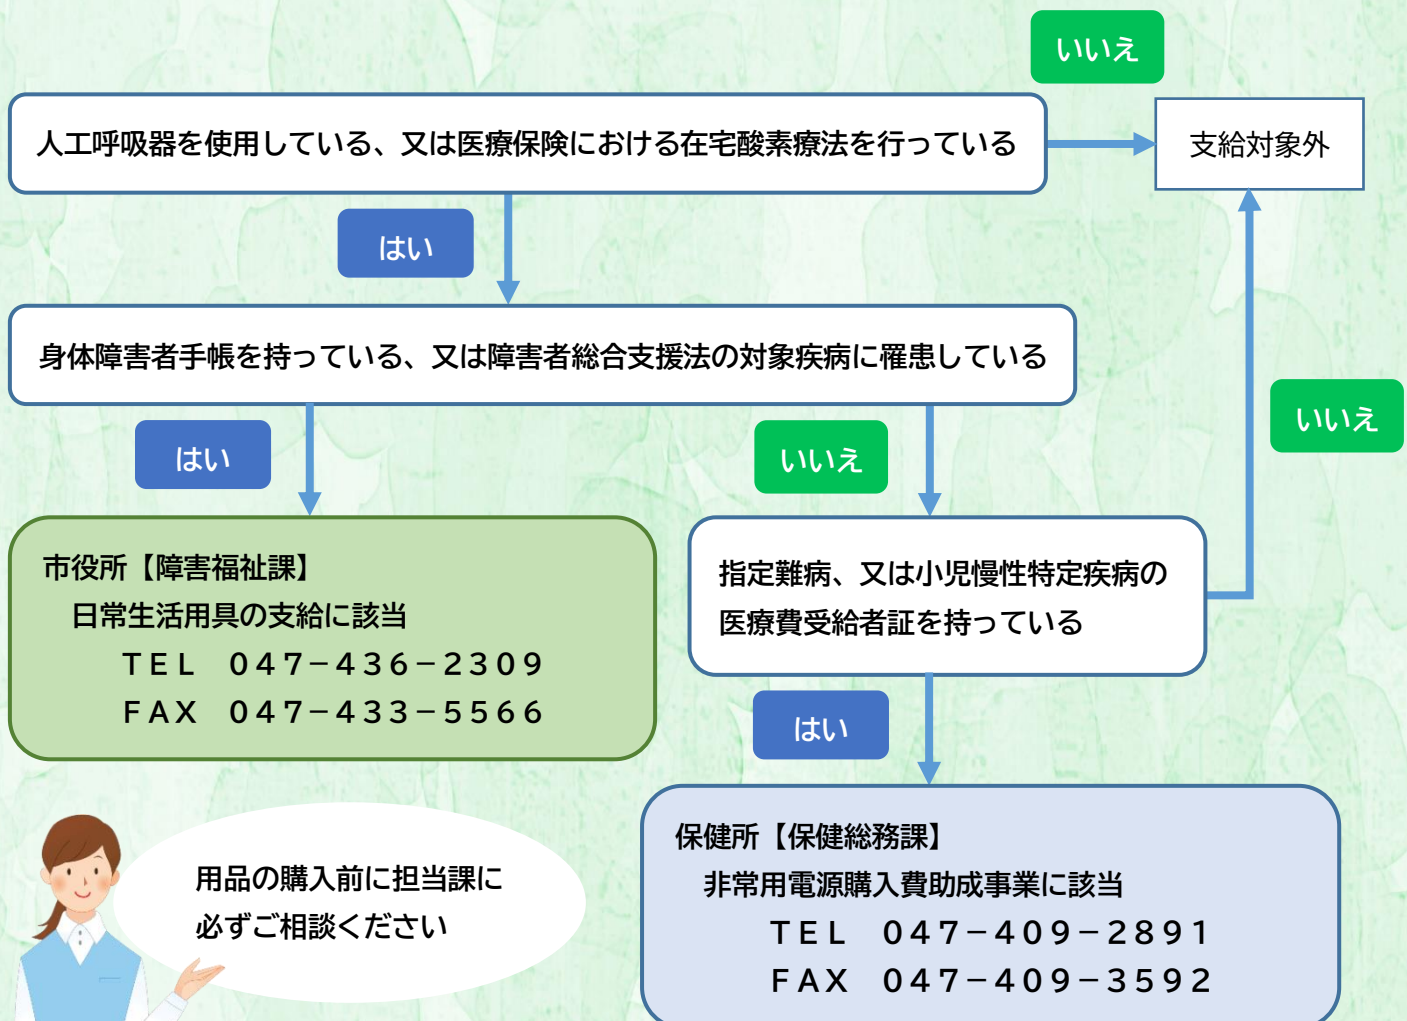 いいえ
人工呼吸器を使用している、又は医療保険における在宅酸素療法を行っている
支給対象外
はい
身体障害者手帳を持っている、又は障害者総合支援法の対象疾病に罹患している
いいえ
はい
いいえ
市役所【障害福祉課】
日常生活用具の支給に該当
ＴＥＬ　０４７－４３６－２３０９
ＦＡＸ　０４７－４３３－５５６６
指定難病、又は小児慢性特定疾病の
医療費受給者証を持っている
はい
保健所【保健総務課】
非常用電源購入費助成事業に該当
ＴＥＬ　０４７－４０９－２８９１
ＦＡＸ　０４７－４０９－３５９２
用品の購入前に担当課に
必ずご相談ください